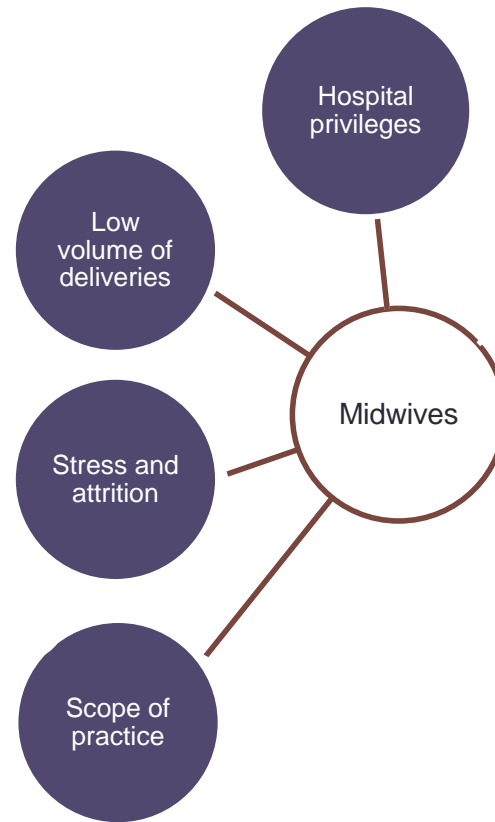 Hospital
privileges
Low
volume of
deliveries
Midwives
Stress and
attrition
Scope of
practice